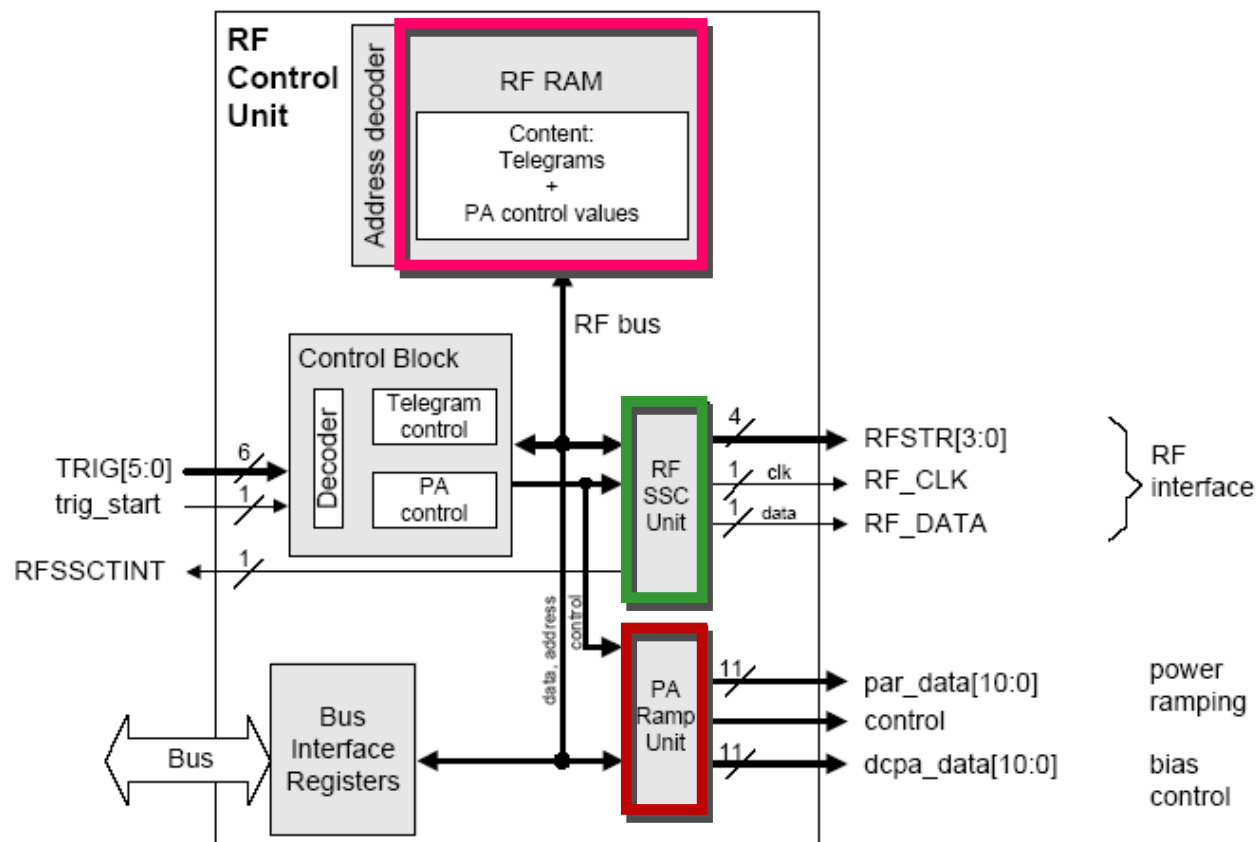 RF
Control
Unit
Address decoder
RF RAM
Content:
Telegrams
+
PA control values
RF bus
Control Block
Decoder
Telegram
control
PA
control
TRIG[5:0]
6
trig_start
1
RFSSCTINT
1
RF
SSC
Unit
4
RFSTR[3:0]
1
clk
RF_CLK
1
data
RF_DATA
RF
interface
data, address
control
PA
Ramp
Unit
11
par_data[10:0]
control
11
dcpa_data[10:0]
power
ramping
bias
control
Bus
Bus
Interface
Registers